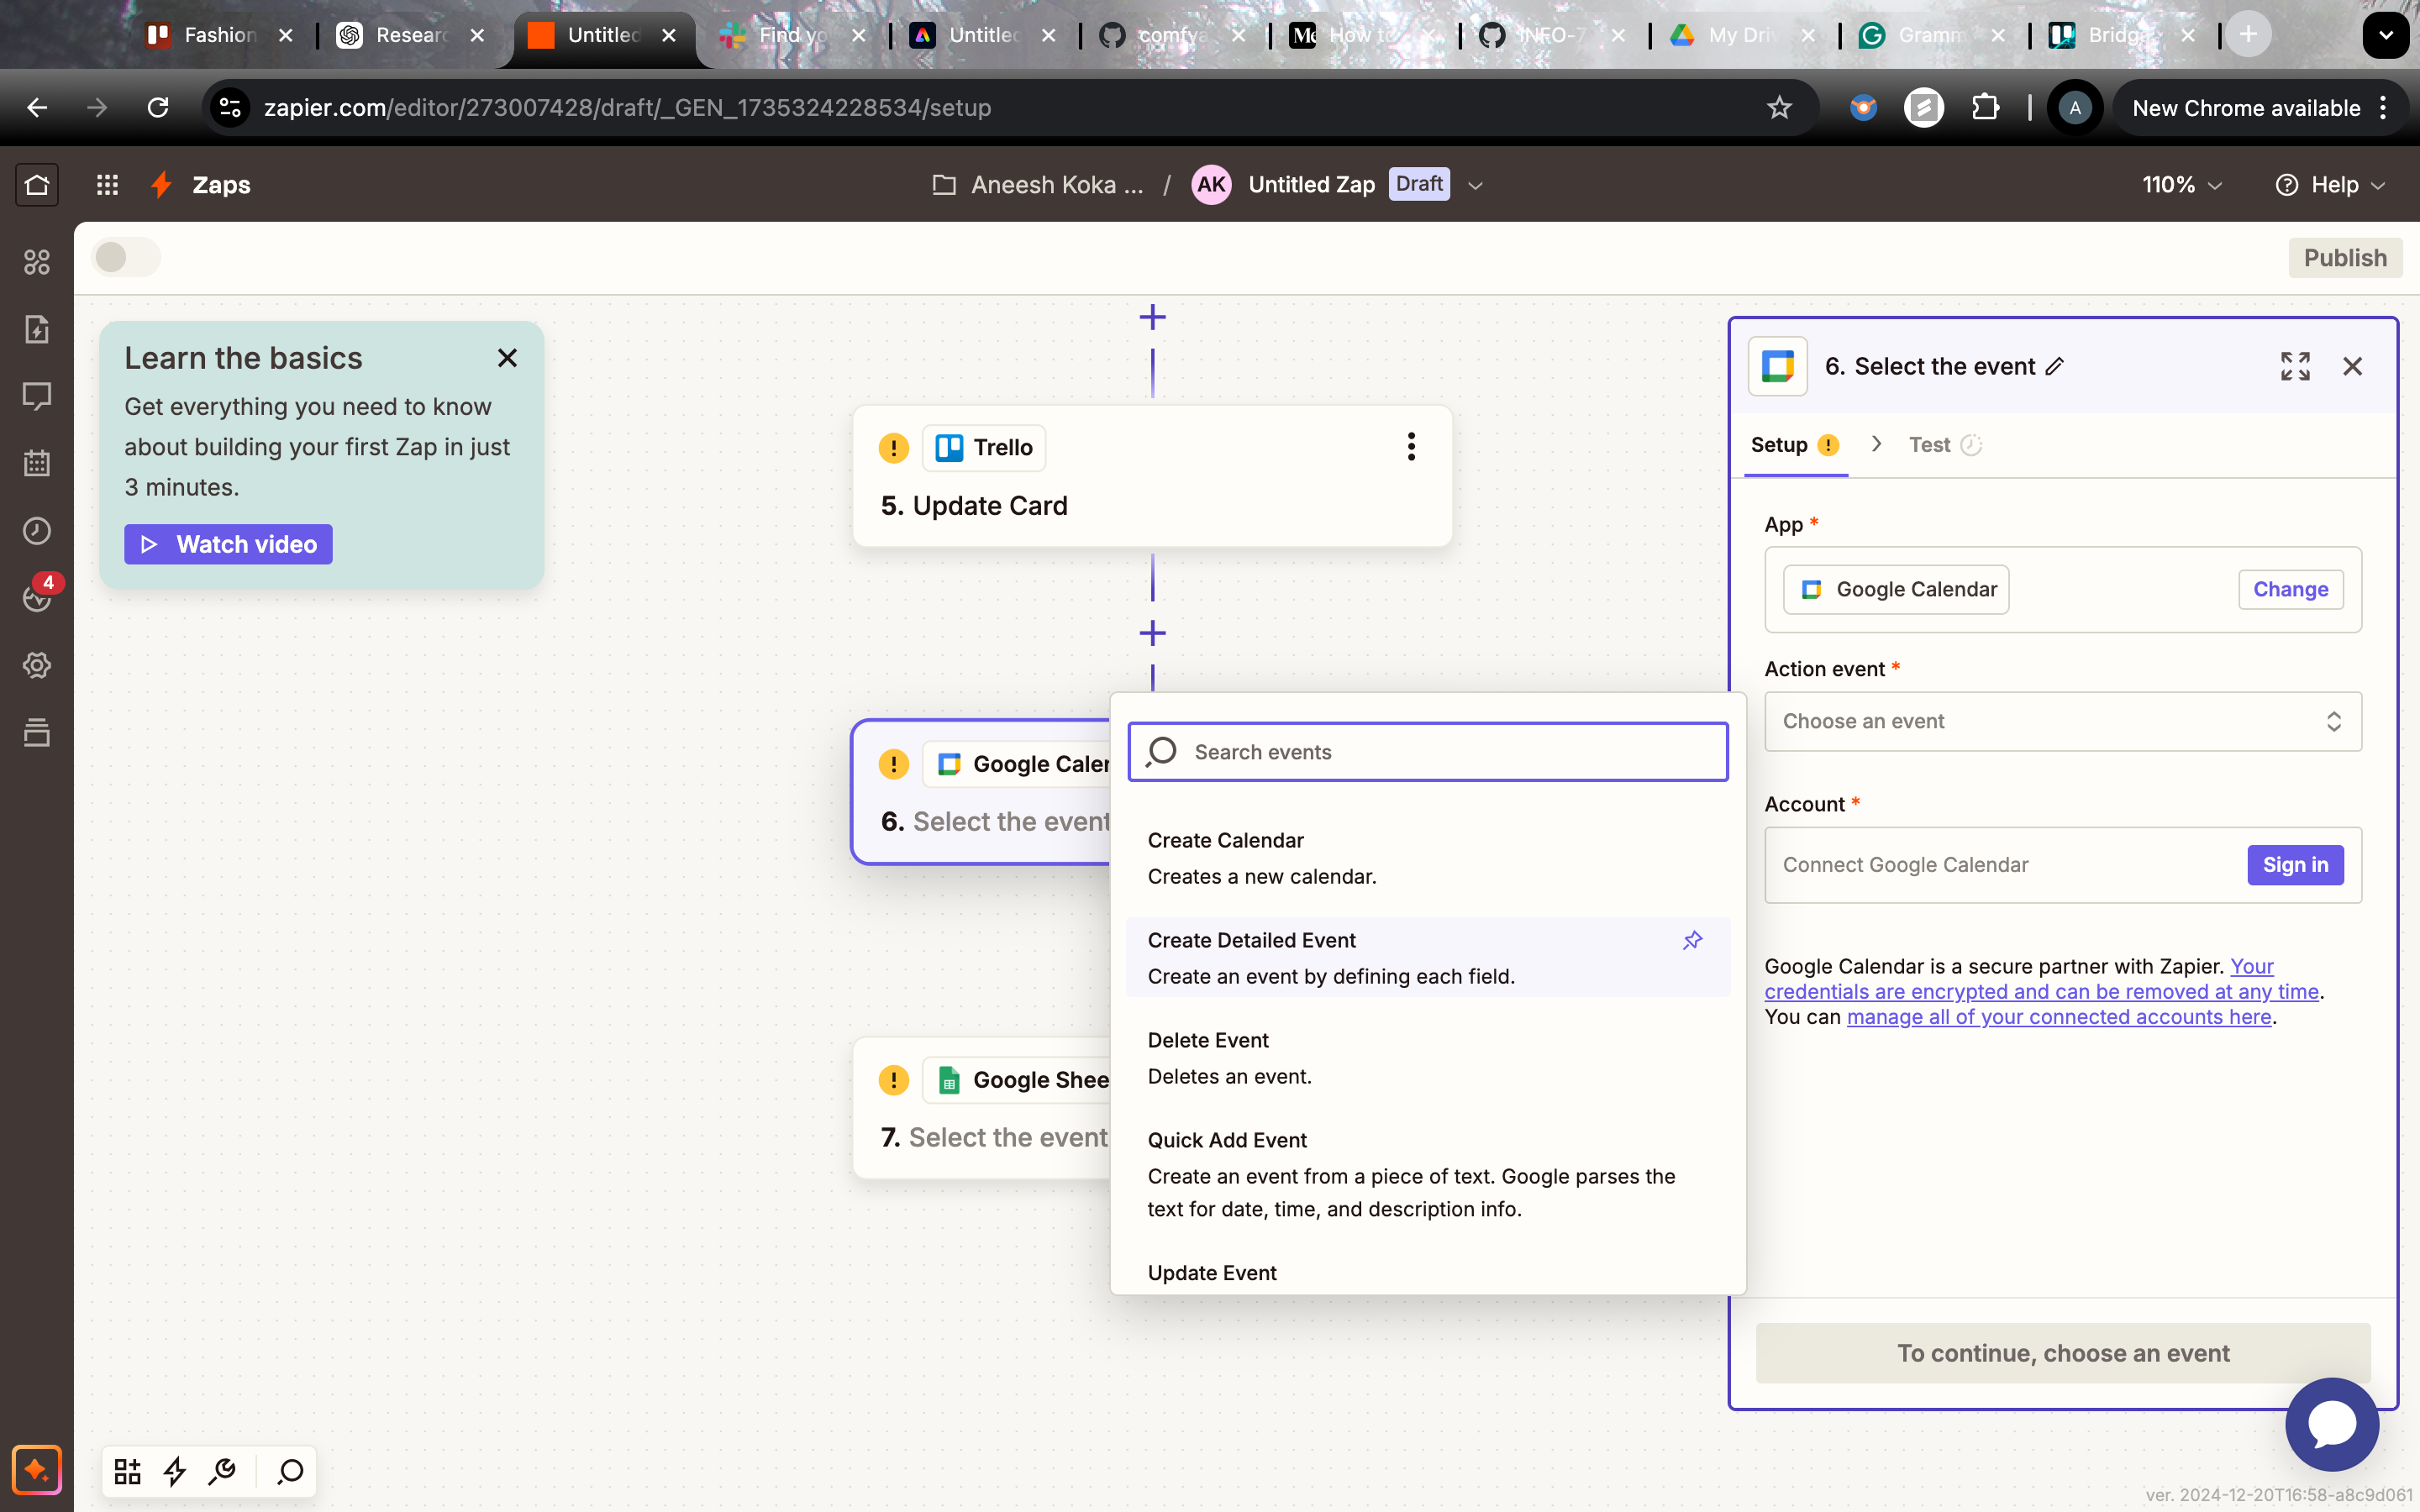 Fashion
Researc
Untitled
Find yo
Untitled
comfya
Me
How to
INFO-7
My Driv
Gramm
Bridg
zapier.com/editor/273007428/draft/_GEN_1735324228534/setup
A
New Chrome available
Zaps
Aneesh Koka ...
/
AK
Untitled Zap
Draft
110%
Help
Publish
Learn the basics
Get everything you need to know
about building your first Zap in just
3 minutes.
Watch video
4
Trello
5. Update Card
Google Caler
6. Select the event
Google Shee
7. Select the event
Search events
Create Calendar
Creates a new calendar.
Create Detailed Event
Create an event by defining each field.
Delete Event
Deletes an event.
Quick Add Event
Create an event from a piece of text. Google parses the
text for date, time, and description info.
Update Event
6. Select the event
Setup
Test
App *
Google Calendar
Change
Action event *
Choose an event
Account *
Connect Google Calendar
Sign in
Google Calendar is a secure partner with Zapier. Your
credentials are encrypted and can be removed at any time.
You can manage all of your connected accounts here.
To continue, choose an event
ver. 2024-12-20T16:58-a8c9d061